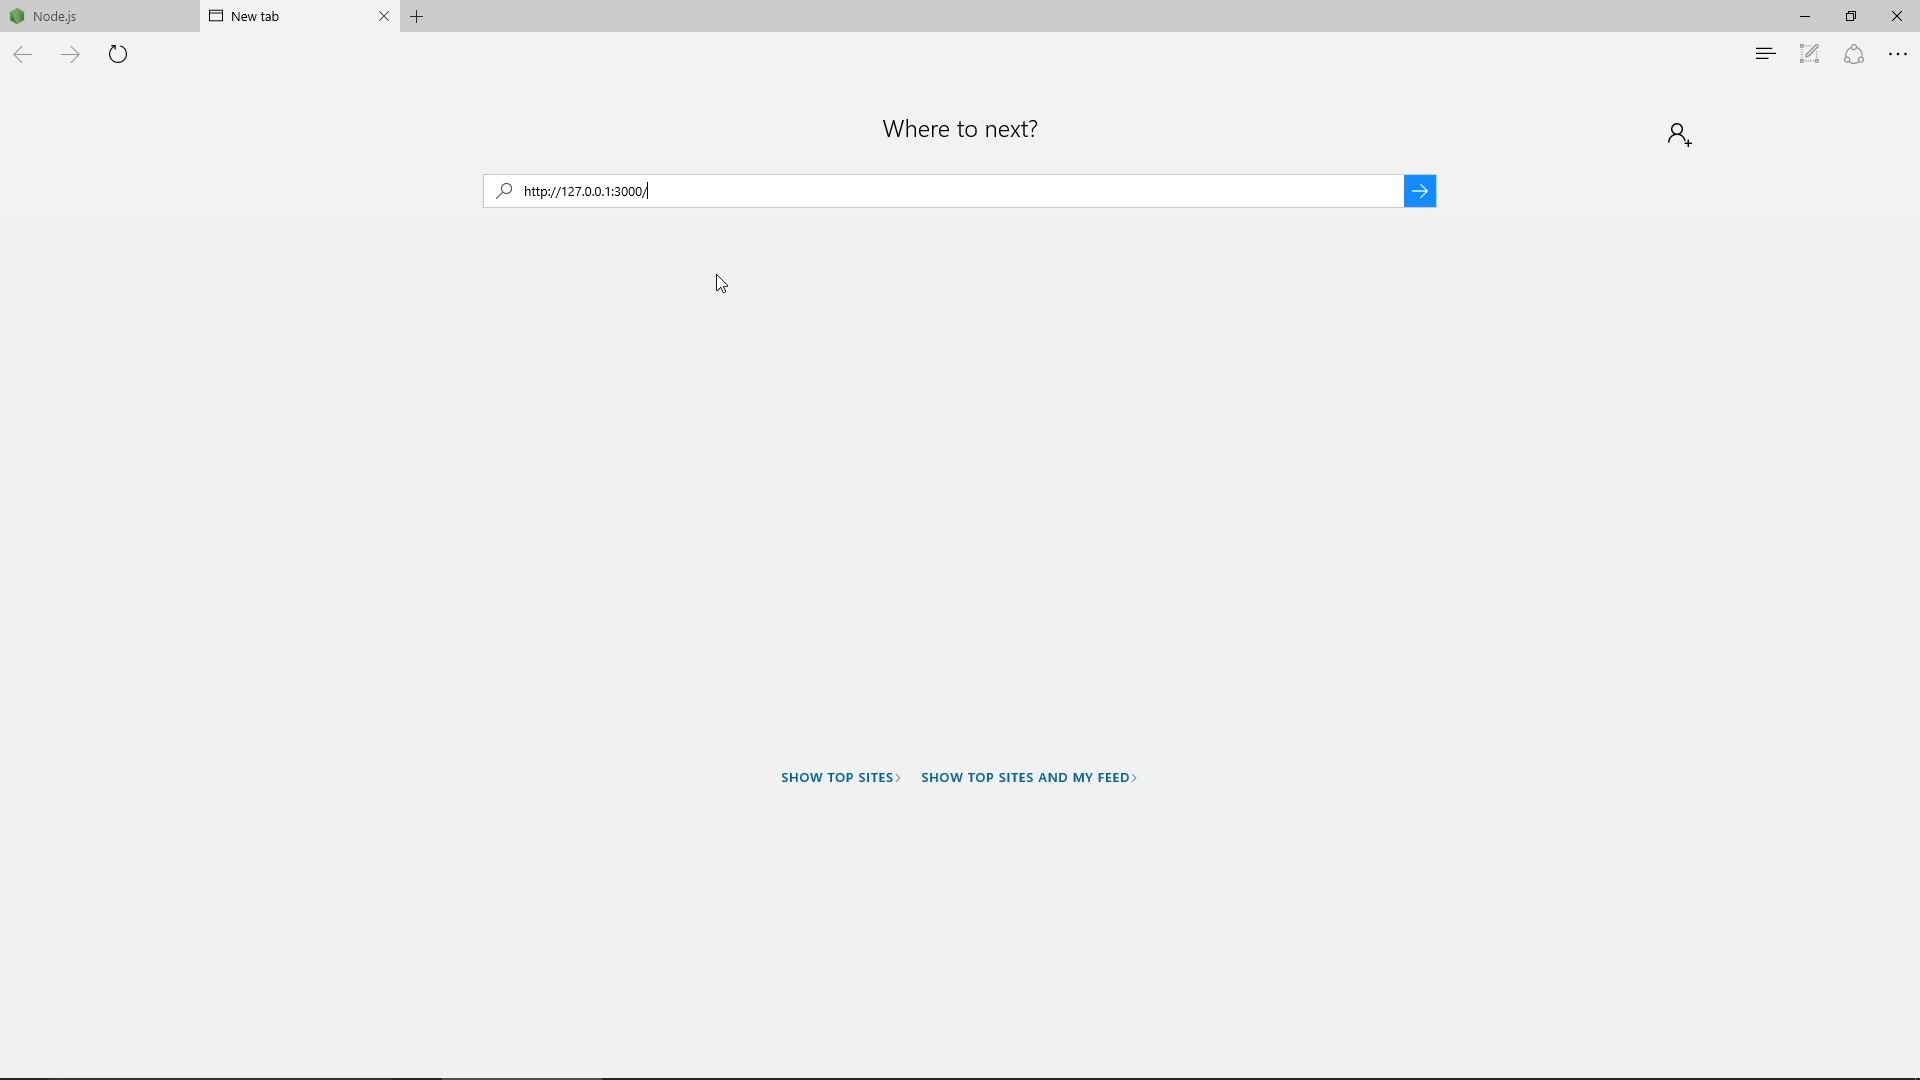 Node.js
New tab
Where to next?
http://127.0.0.1:3000/
SHOW TOP SITES
SHOW TOP SITES AND MY FEED